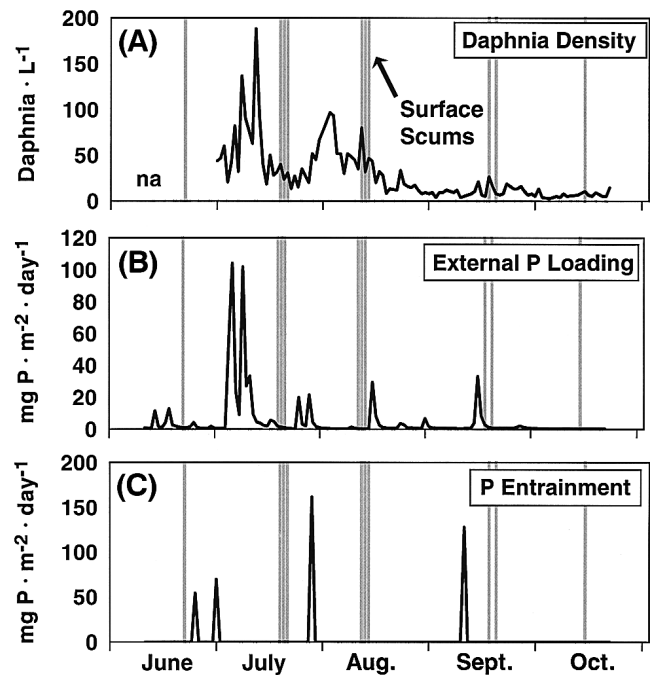 (A)
Daphnia Density
Daphnia · L-1
200
150
100
50
0
na
Surface
Scums
(B)
External P Loading
mg P · m-2 · day-1
120
100
80
60
40
20
0
(C)
P Entrainment
mg P · m-2 · day-1
200
150
100
50
0
June July Aug. Sept. Oct.